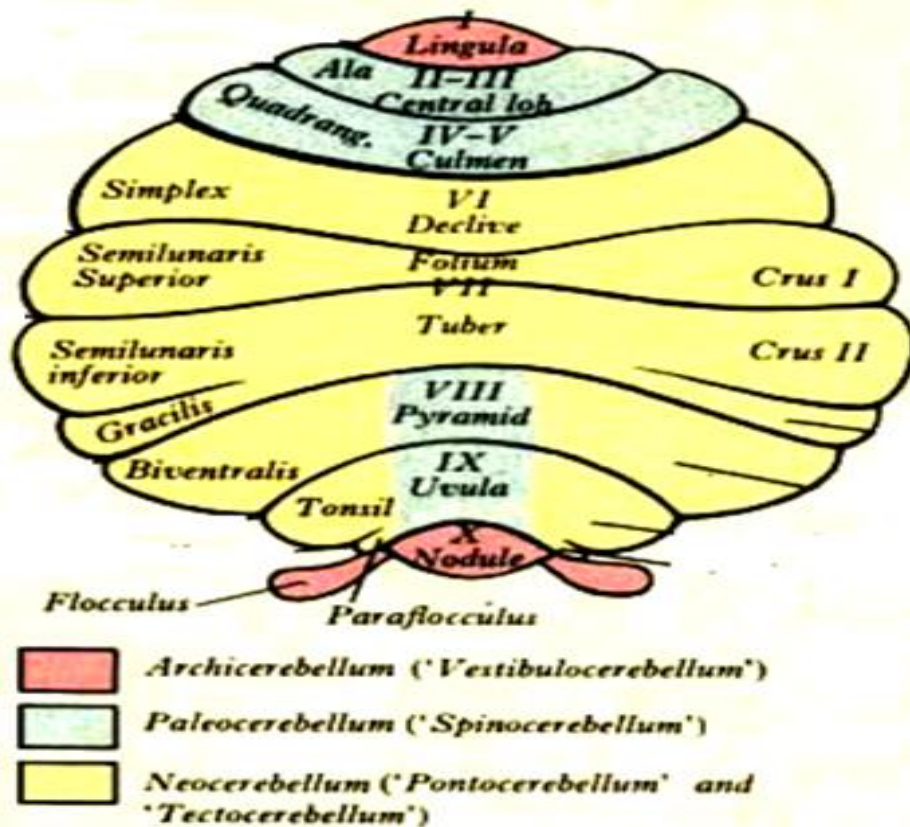 I
Lingula
Ala
II-III
Central lob
Quadrang.
IV-V
Culmen
Simplex
VI
Declive
Semilunaris
Superior
Folium
VII
Crus I
Tuber
Semilunaris
inferior
Crus II
Gracilis
VIII
Pyramid
Biventralis
IX
Uvula
Tonsil
X
Nodule
Flocculus
Paraflocculus
Archicerebellum ('Vestibulocerebellum')
Paleocerebellum ('Spinocerebellum')
Neocerebellum ('Pontocerebellum' and
'Tectocerebellum')